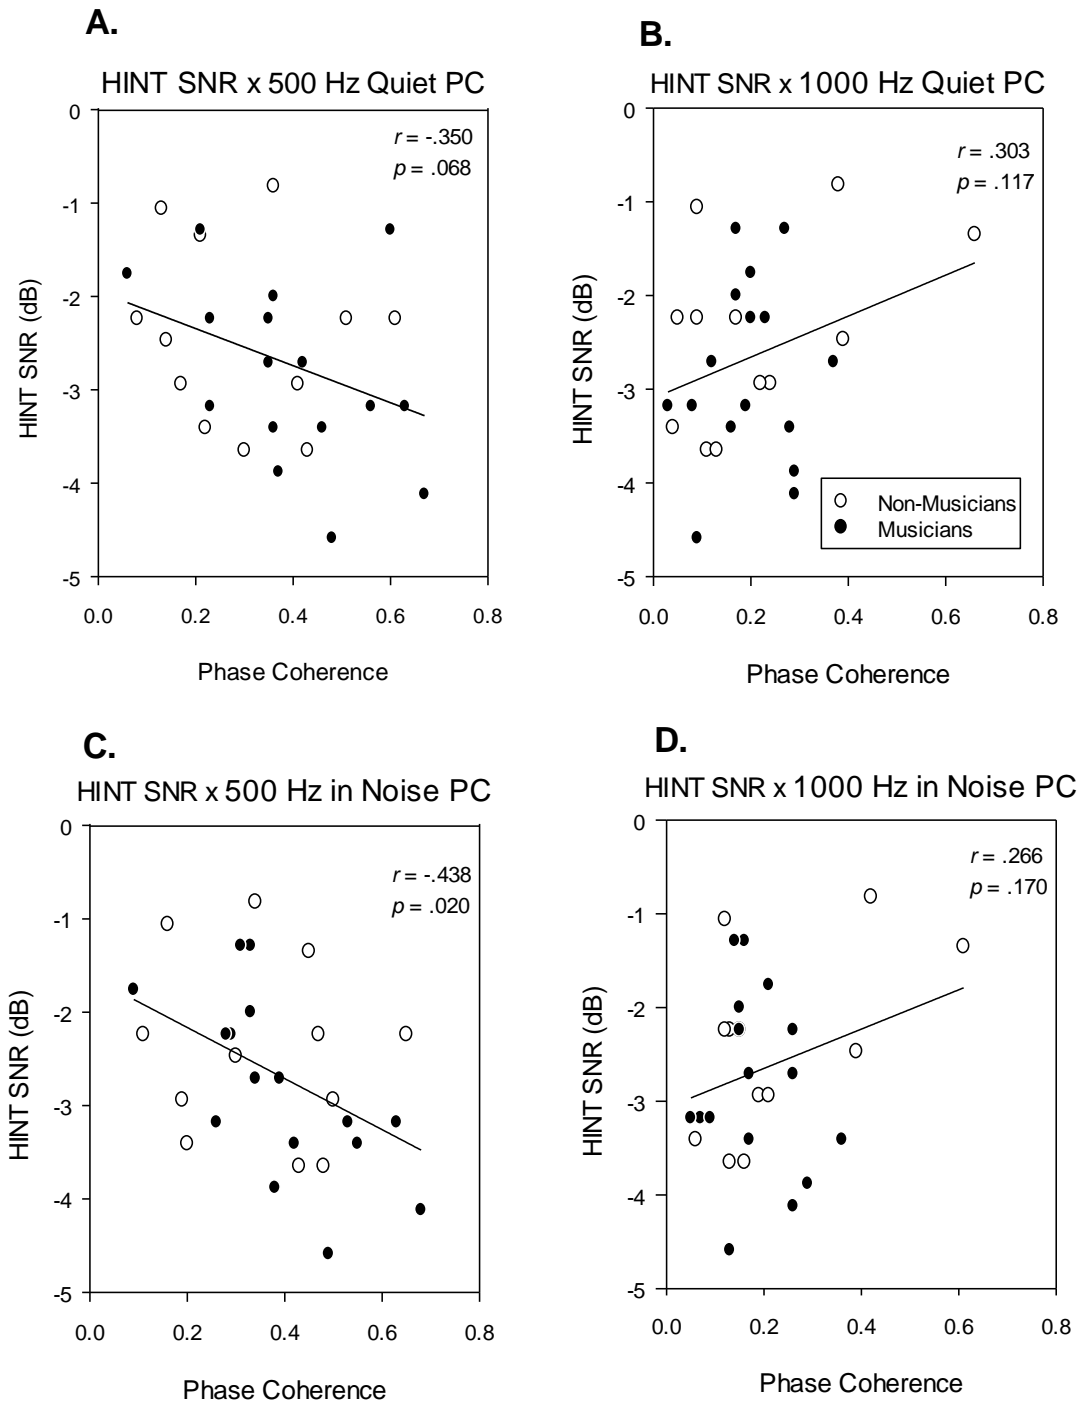 A.
HINT SNR x 500 Hz Quiet PC
r = -.350
p = .068
0
-1
-2
-3
-4
-5
HINT SNR (dB)
0.0 0.2 0.4 0.6 0.8
Phase Coherence
B.
HINT SNR x 1000 Hz Quiet PC
r = .303
p = .117
0
-1
-2
-3
-4
-5
HINT SNR (dB)
Non-Musicians
Musicians
0.0 0.2 0.4 0.6 0.8
Phase Coherence
C.
HINT SNR x 500 Hz in Noise PC
r = -.438
p = .020
0
-1
-2
-3
-4
-5
HINT SNR (dB)
0.0 0.2 0.4 0.6 0.8
Phase Coherence
D.
HINT SNR x 1000 Hz in Noise PC
r = .266
p = .170
0
-1
-2
-3
-4
-5
HINT SNR (dB)
0.0 0.2 0.4 0.6 0.8
Phase Coherence